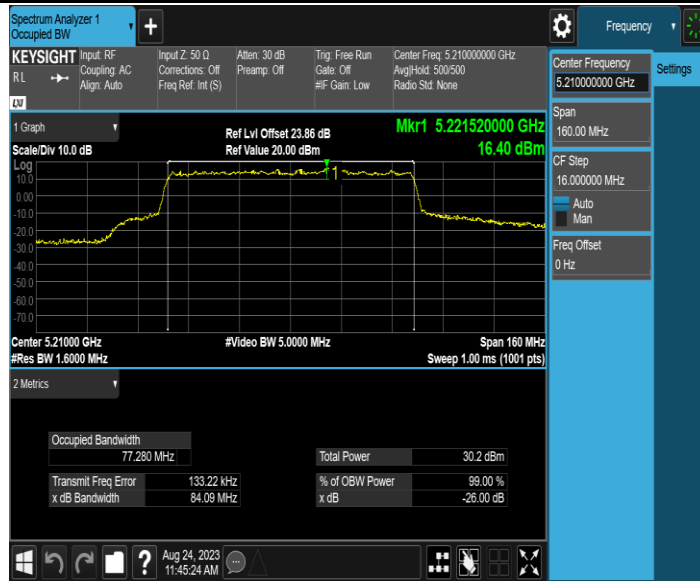 Spectrum Analyzer 1
Occupied BW
+
Frequency
KEYSIGHT
RL
LXI
Input: RF
Coupling: AC
Align: Auto
Input Z: 50 Ω
Corrections: Off
Freq Ref: Int (S)
Atten: 30 dB
Preamp: Off
Trig: Free Run
Gate: Off
#IF Gain: Low
Center Freq: 5.210000000 GHz
Avg|Hold: 500/500
Radio Std: None
Center Frequency
5.210000000 GHz
Settings
Span
160.00 MHz
CF Step
16.000000 MHz
Auto
Man
Freq Offset
0 Hz
1 Graph
Scale/Div 10.0 dB
Ref Lvl Offset 23.86 dB
Ref Value 20.00 dBm
Mkr1 5.221520000 GHz
16.40 dBm
Log
10.0
0.00
-10.0
-20.0
-30.0
-40.0
-50.0
-60.0
-70.0
1
Center 5.21000 GHz
#Video BW 5.0000 MHz
Span 160 MHz
#Res BW 1.6000 MHz
Sweep 1.00 ms (1001 pts)
2 Metrics
Occupied Bandwidth
77.280 MHz
Total Power 30.2 dBm
Transmit Freq Error 133.22 kHz
% of OBW Power 99.00 %
x dB Bandwidth 84.09 MHz
x dB -26.00 dB
?
Aug 24, 2023
11:45:24 AM